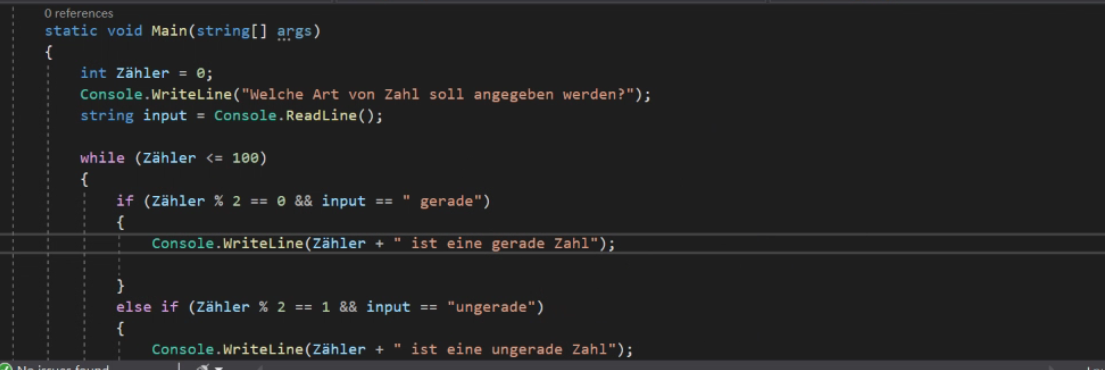 0 references
static void Main(string[] args)
{
int Zähler = 0;
Console.WriteLine("Welche Art von Zahl soll angegeben werden?");
string input = Console.ReadLine();
while (Zähler <= 100)
{
if (Zähler % 2 == 0 && input == " gerade")
{
Console.WriteLine(Zähler + " ist eine gerade Zahl");
}
else if (Zähler % 2 == 1 && input == "ungerade")
{
Console.WriteLine(Zähler + " ist eine ungerade Zahl");
No issues found